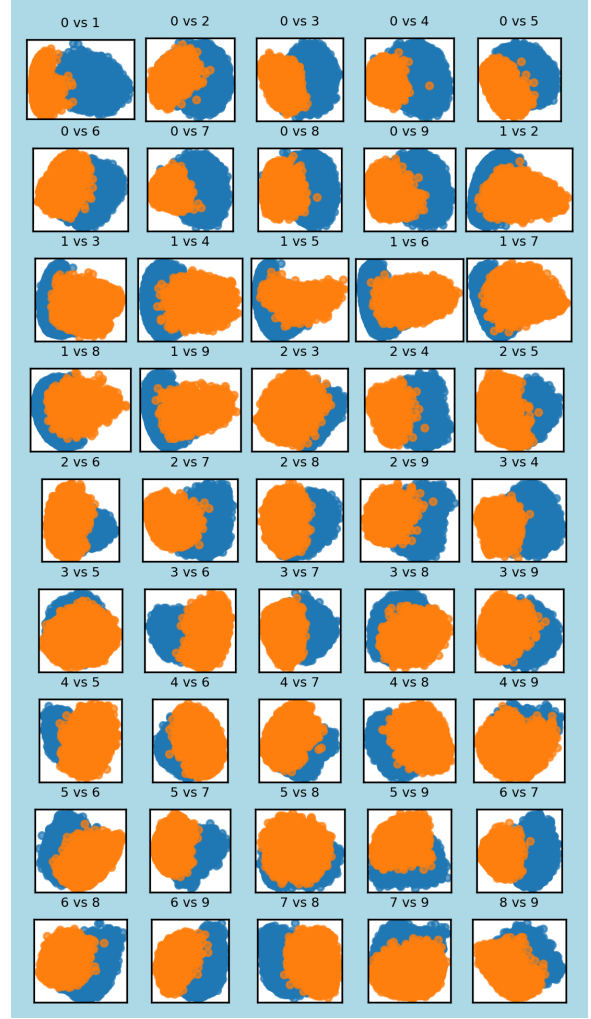 0 vs 1 0 vs 2 0 vs 3 0 vs 4 0 vs 5
0 vs 6 0 vs 7 0 vs 8 0 vs 9 1 vs 2
1 vs 3 1 vs 4 1 vs 5 1 vs 6 1 vs 7
1 vs 8 1 vs 9 2 vs 3 2 vs 4 2 vs 5
2 vs 6 2 vs 7 2 vs 8 2 vs 9 3 vs 4
3 vs 5 3 vs 6 3 vs 7 3 vs 8 3 vs 9
4 vs 5 4 vs 6 4 vs 7 4 vs 8 4 vs 9
5 vs 6 5 vs 7 5 vs 8 5 vs 9 6 vs 7
6 vs 8 6 vs 9 7 vs 8 7 vs 9 8 vs 9